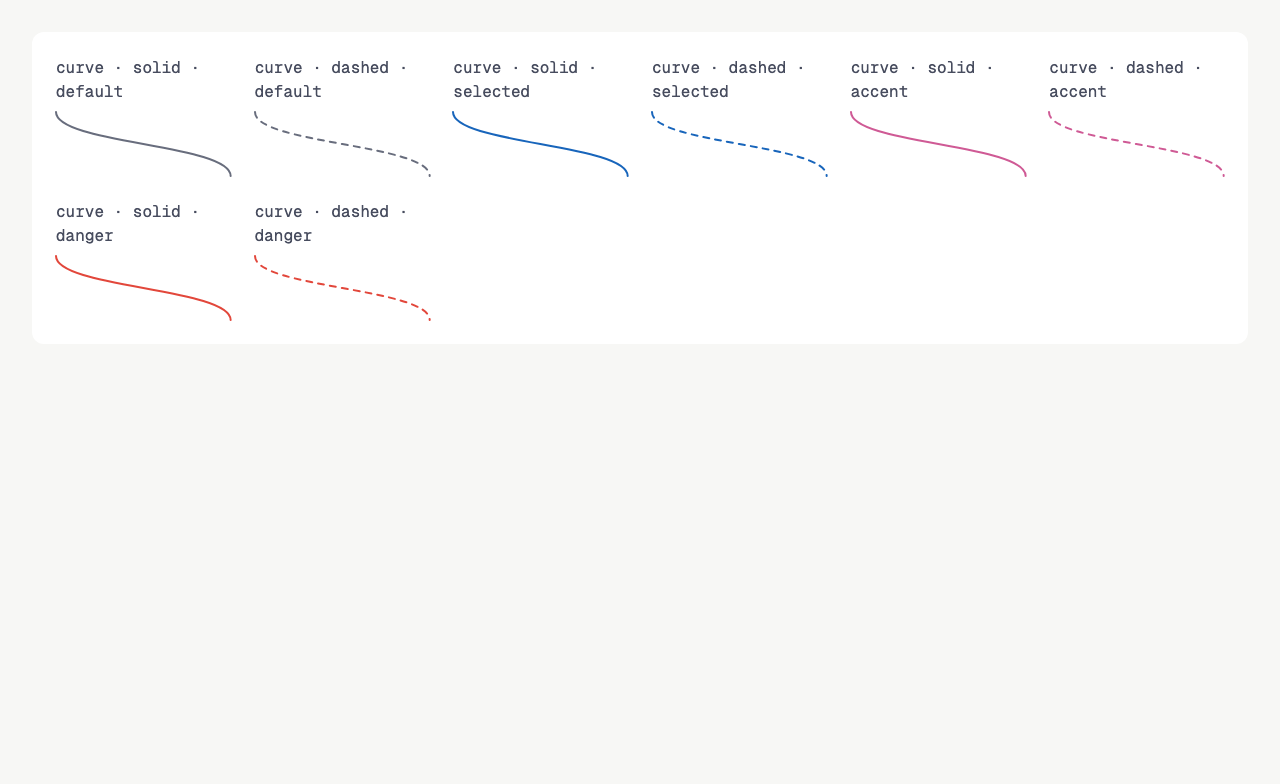 curve · solid ·
default
curve · dashed ·
default
curve · solid ·
selected
curve · dashed ·
selected
curve · solid ·
accent
curve · dashed ·
accent
curve · solid ·
danger
curve · dashed ·
danger